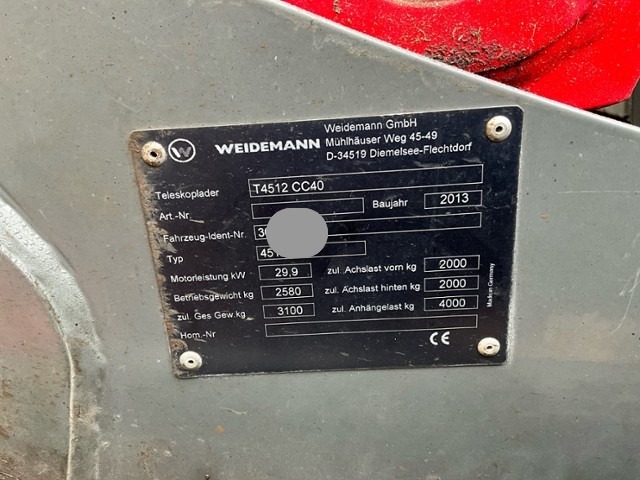 WEIDEMANN
Weidemann GmbH
Mühlhäuser Weg 45-49
D-34519 Diemelsee-Flechtdorf
Teleskoplader T4512 CC40
Art.-Nr. Baujahr 2013
Fahrzeug-Ident-Nr.
Typ
Motorleistung kW 29,9 zul. Achslast vorn kg 2000
Betriebsgewicht kg 2580 zul. Achslast hinten kg 2000
zul. Ges Gew.kg 3100 zul. Anhängelast kg 4000
Hom.-Nr
CE
Made in Germany